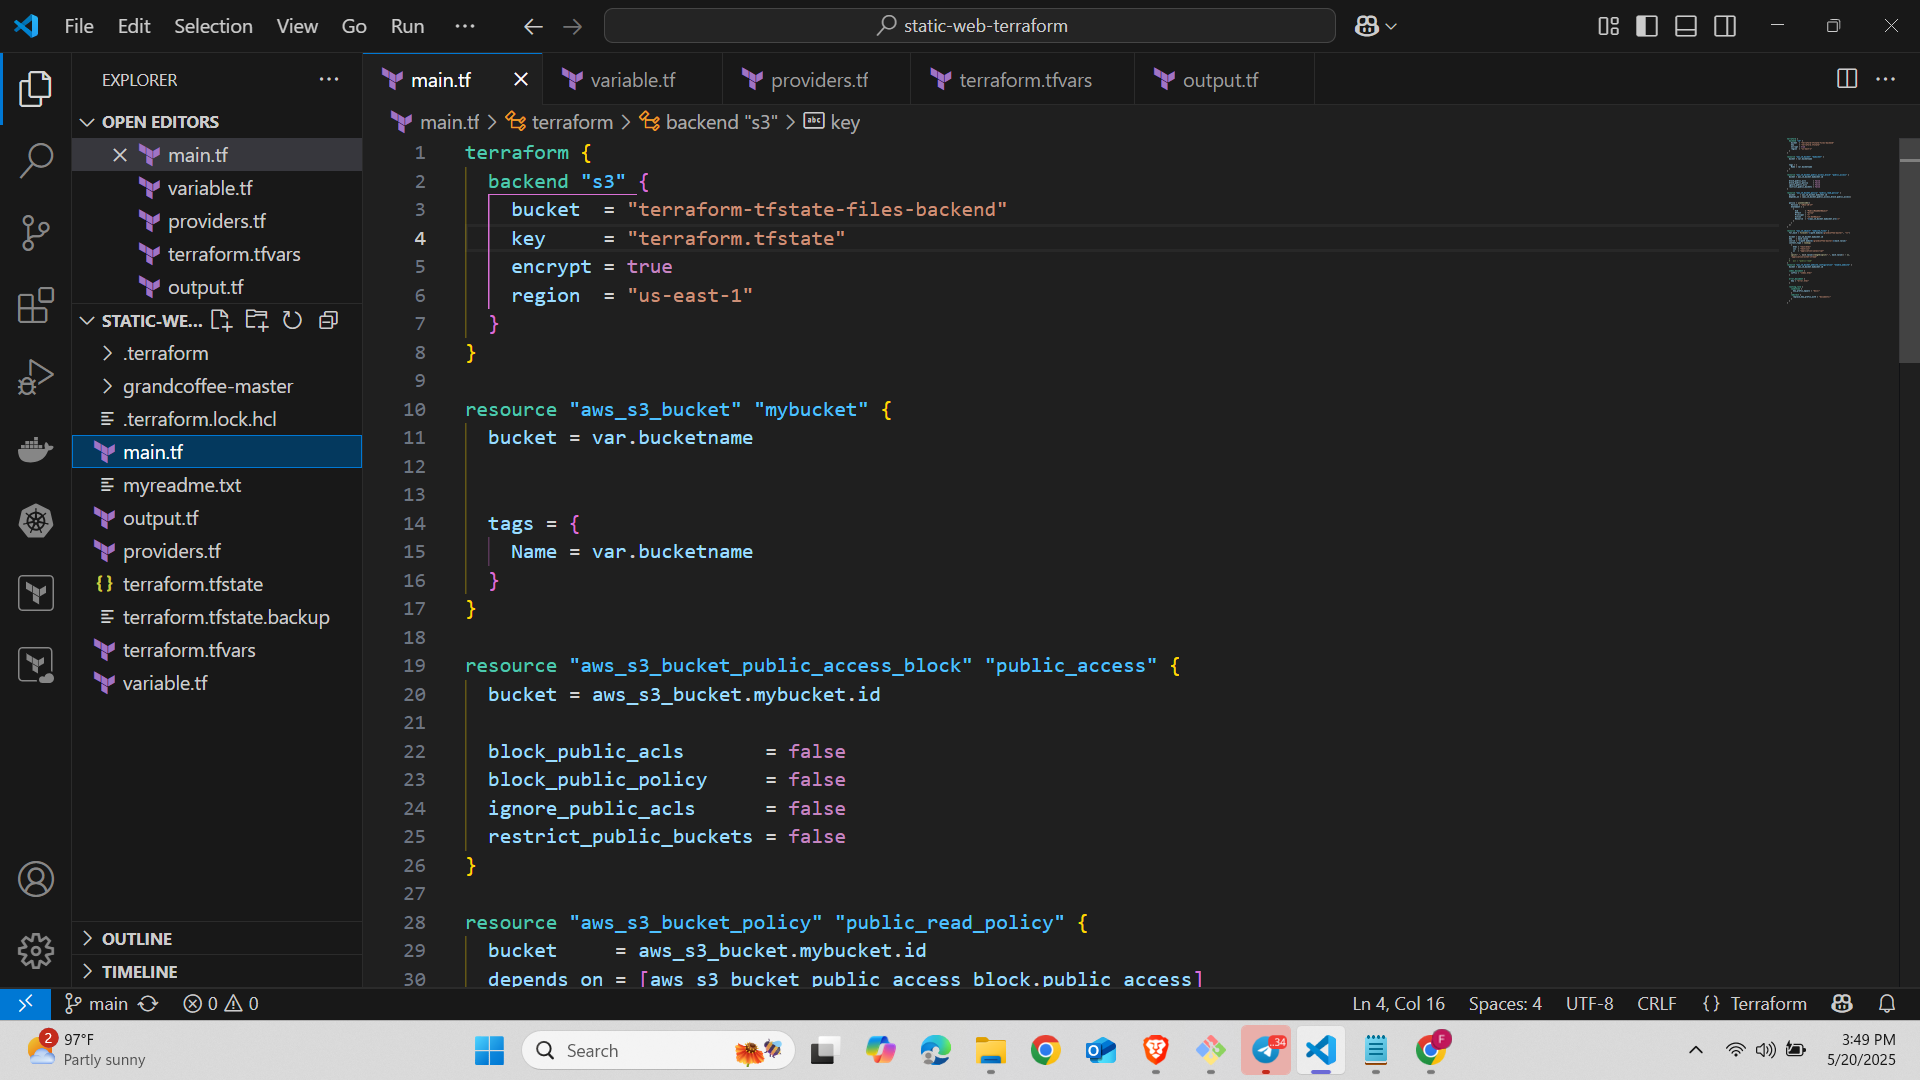 File Edit Selection View Go Run ··· static-web-terraform
EXPLORER ···
OPEN EDITORS
main.tf
variable.tf
providers.tf
terraform.tfvars
output.tf
STATIC-WE...
.terraform
grandcoffee-master
.terraform.lock.hcl
main.tf
myreadme.txt
output.tf
providers.tf
terraform.tfstate
terraform.tfstate.backup
terraform.tfvars
variable.tf
OUTLINE
TIMELINE
main.tf variable.tf providers.tf terraform.tfvars output.tf
main.tf > terraform > backend "s3" > abc key
1 terraform {
2 backend "s3" {
3 bucket = "terraform-tfstate-files-backend"
4 key = "terraform.tfstate"
5 encrypt = true
6 region = "us-east-1"
7 }
8 }
9
10 resource "aws_s3_bucket" "mybucket" {
11 bucket = var.bucketname
12
13
14 tags = {
15 Name = var.bucketname
16 }
17 }
18
19 resource "aws_s3_bucket_public_access_block" "public_access" {
20 bucket = aws_s3_bucket.mybucket.id
21
22 block_public_acls = false
23 block_public_policy = false
24 ignore_public_acls = false
25 restrict_public_buckets = false
26 }
27
28 resource "aws_s3_bucket_policy" "public_read_policy" {
29 bucket = aws_s3_bucket.mybucket.id
30 depends_on = [aws_s3_bucket_public_access_block.public_access]
main 0 0 Ln 4, Col 16 Spaces: 4 UTF-8 CRLF {} Terraform
2 97°F
Partly sunny
Search
34
F
3:49 PM
5/20/2025